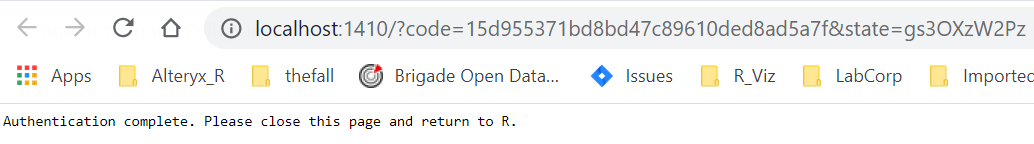 localhost:1410/?code=15d955371bd8bd47c89610ded8ad5a7f&state=gs3OXzW2Pz
Apps Alteryx_R thefall Brigade Open Data... Issues R_Viz LabCorp Imported
Authentication complete. Please close this page and return to R.